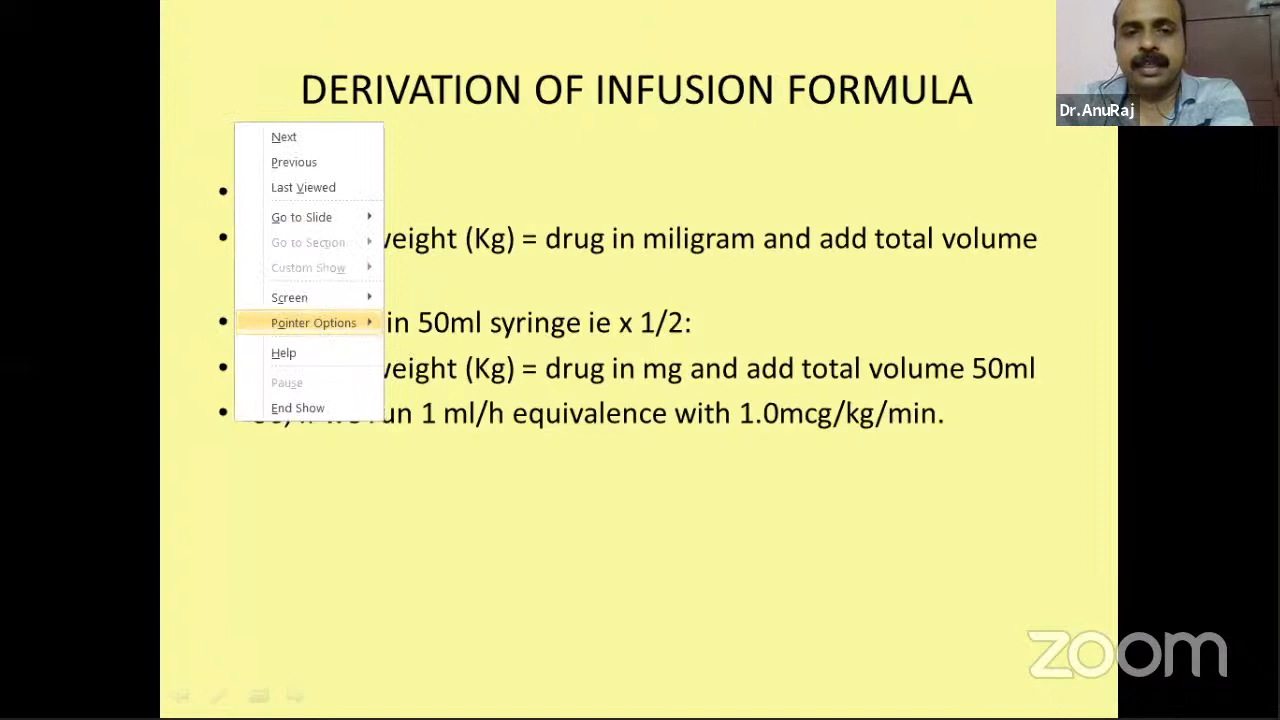 DERIVATION OF INFUSION FORMULA
Dr.AnuRaj
Next
Previous
Last Viewed
Go to Slide
Go to Section
Custom Show
Screen
Pointer Options
Help
Pause
End Show
weight (Kg) = drug in miligram and add total volume
in 50ml syringe ie x 1/2:
weight (Kg) = drug in mg and add total volume 50ml
run 1 ml/h equivalence with 1.0mcg/kg/min.
zoom